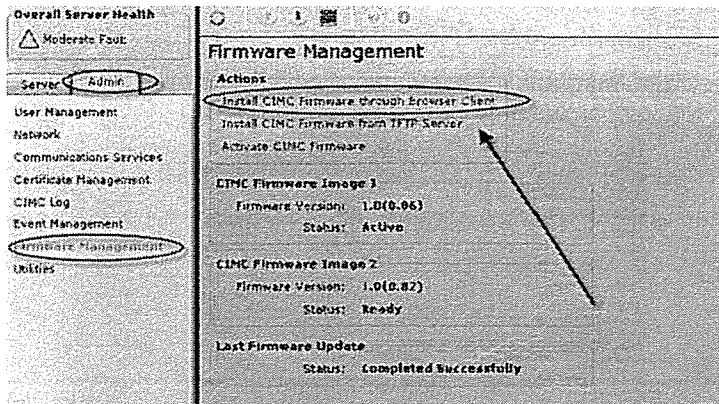 Overall Server Health
Moderate Fault
Server
Admin
User Management
Network
Communications Services
Certificate Management
CIMC Log
Event Management
Firmware Management
Utilities
Firmware Management
Actions
Install CIMC Firmware through Browser Client
Install CIMC Firmware from TFTP Server
Activate CIMC Firmware
CIMC Firmware Image 1
Firmware Version: 1.0(0.86)
Status: Active
CIMC Firmware Image 2
Firmware Version: 1.0(0.82)
Status: Ready
Last Firmware Update
Status: Completed Successfully